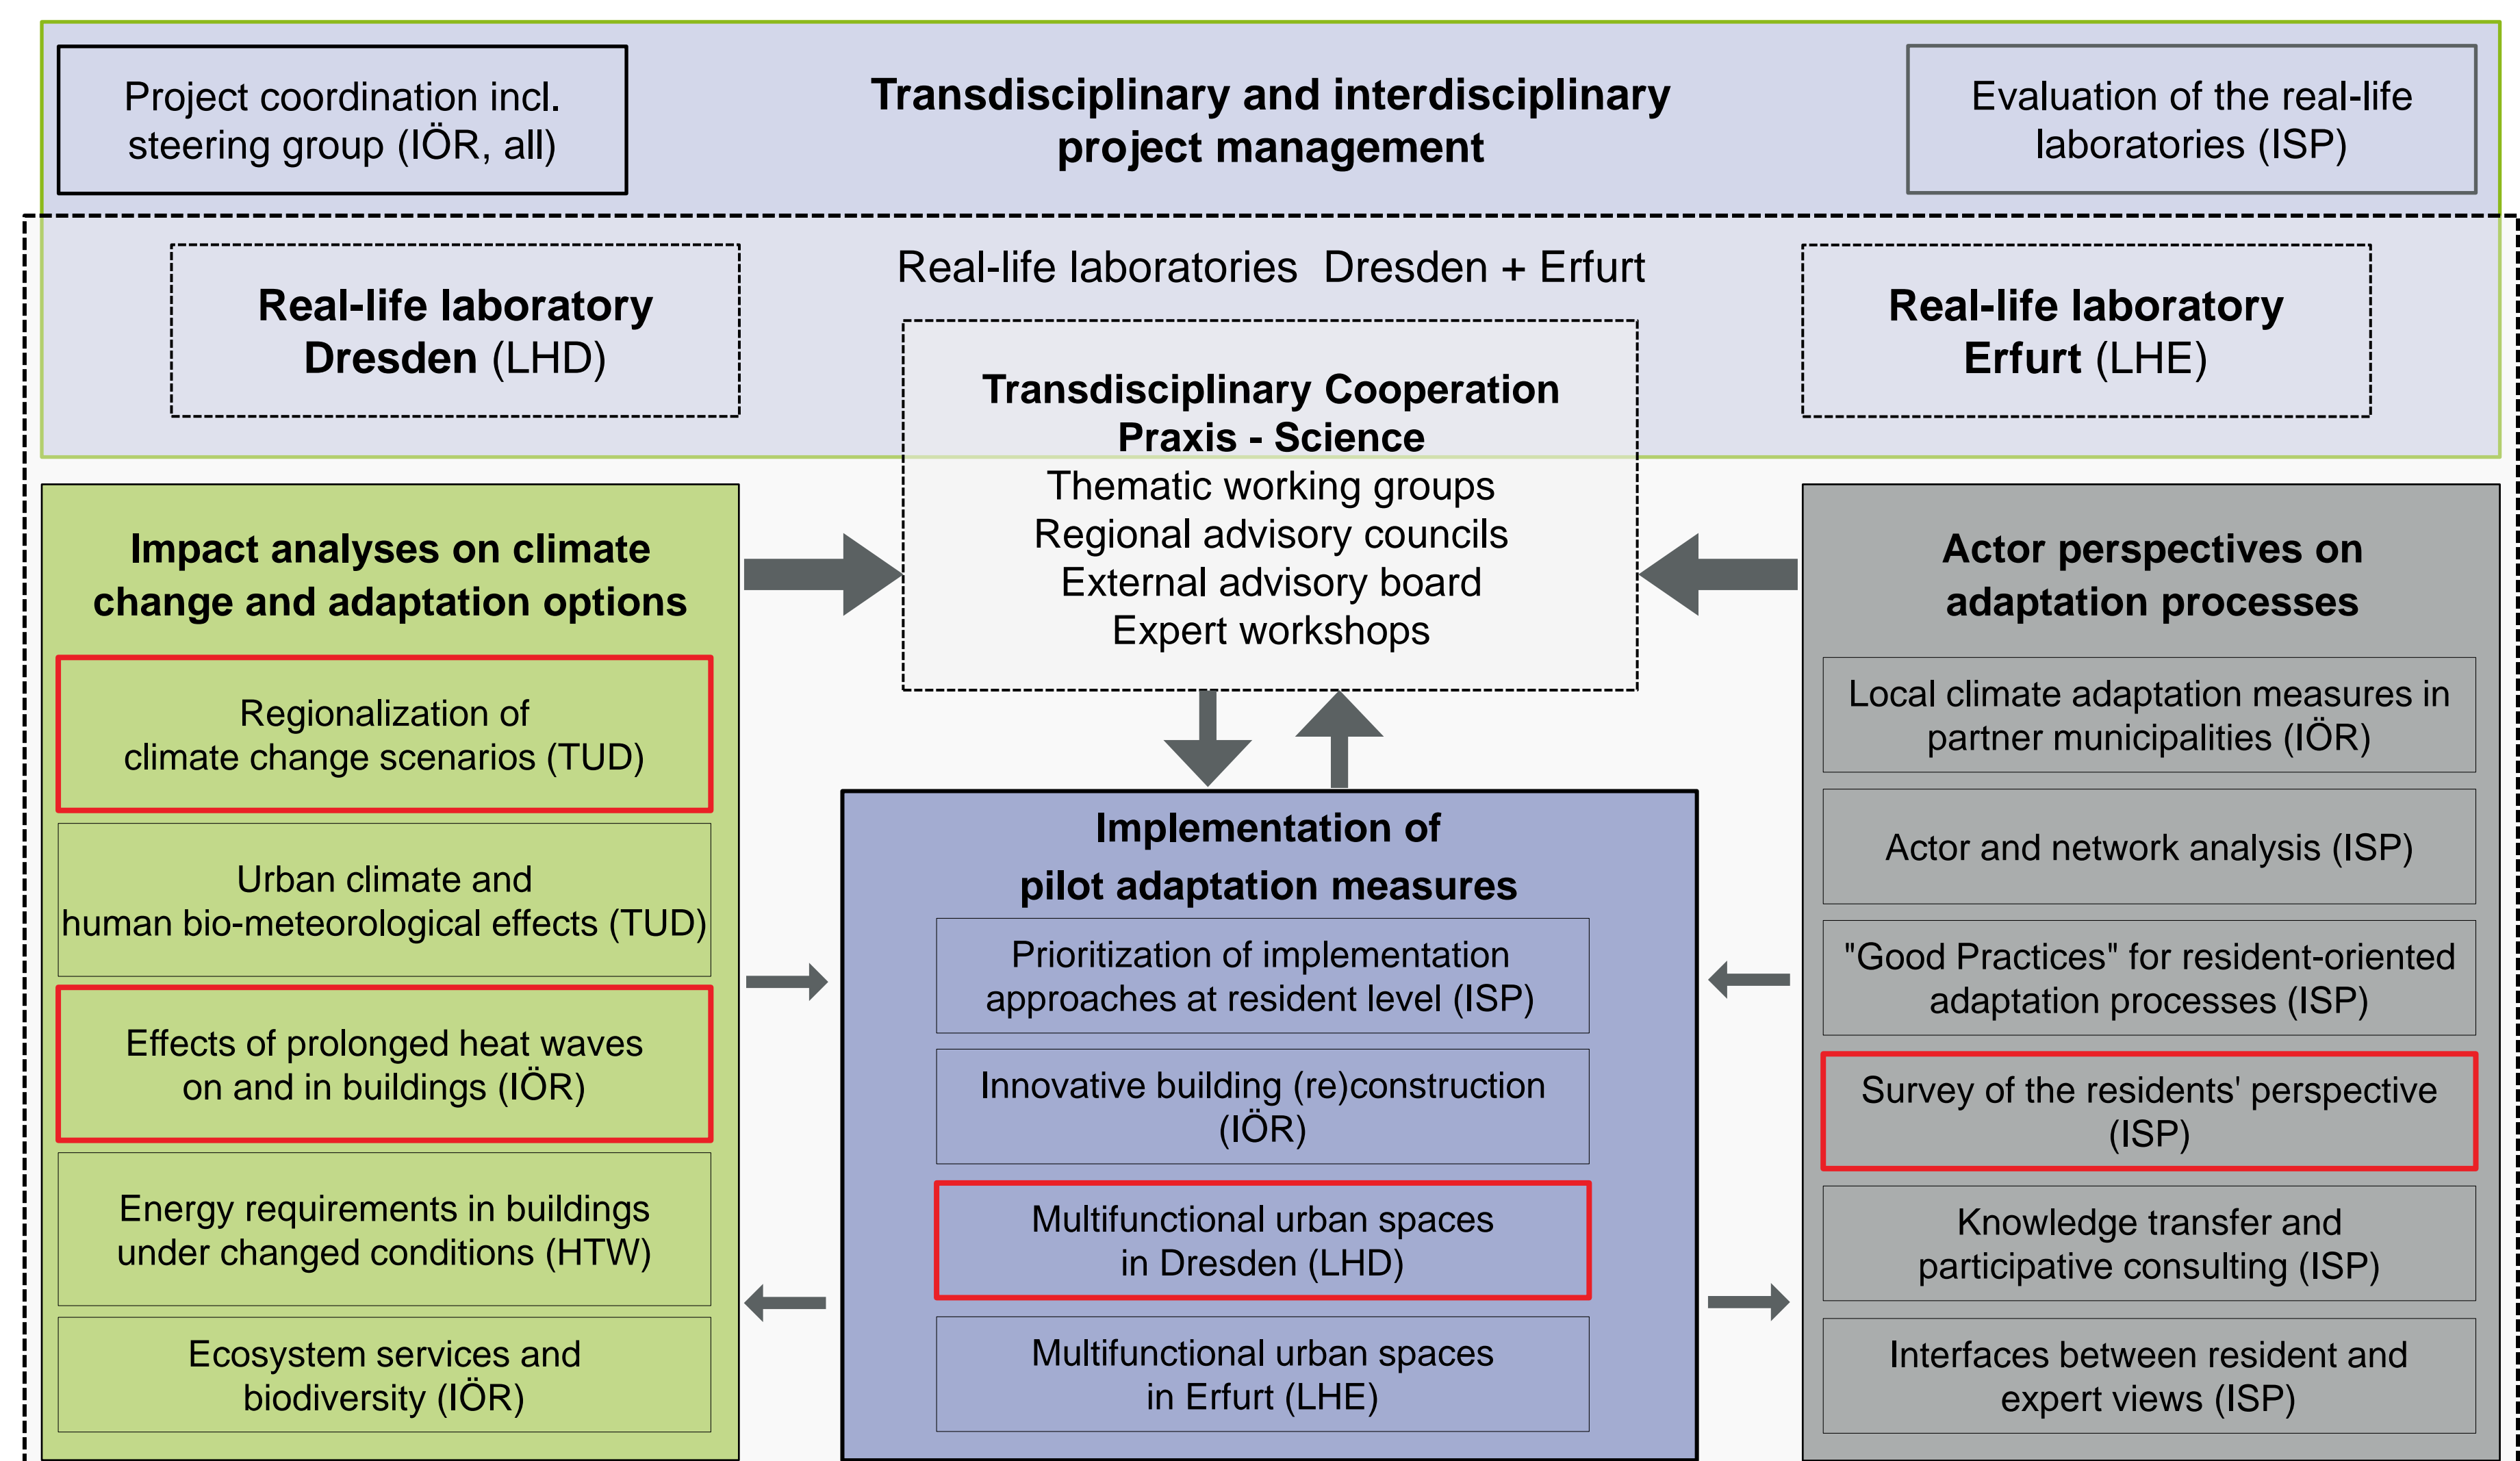 Project coordination incl.
steering group (IÖR, all)
Transdisciplinary and interdisciplinary
project management
Evaluation of the real-life
laboratories (ISP)
Real-life laboratory
Dresden (LHD)
Real-life laboratories Dresden + Erfurt
Real-life laboratory
Erfurt (LHE)
Transdisciplinary Cooperation
Praxis - Science
Thematic working groups
Regional advisory councils
External advisory board
Expert workshops
Impact analyses on climate
change and adaptation options
Regionalization of
climate change scenarios (TUD)
Urban climate and
human bio-meteorological effects (TUD)
Effects of prolonged heat waves
on and in buildings (IÖR)
Energy requirements in buildings
under changed conditions (HTW)
Ecosystem services and
biodiversity (IÖR)
Implementation of
pilot adaptation measures
Prioritization of implementation
approaches at resident level (ISP)
Innovative building (re)construction
(IÖR)
Multifunctional urban spaces
in Dresden (LHD)
Multifunctional urban spaces
in Erfurt (LHE)
Actor perspectives on
adaptation processes
Local climate adaptation measures in
partner municipalities (IÖR)
Actor and network analysis (ISP)
"Good Practices" for resident-oriented
adaptation processes (ISP)
Survey of the residents' perspective
(ISP)
Knowledge transfer and
participative consulting (ISP)
Interfaces between resident and
expert views (ISP)